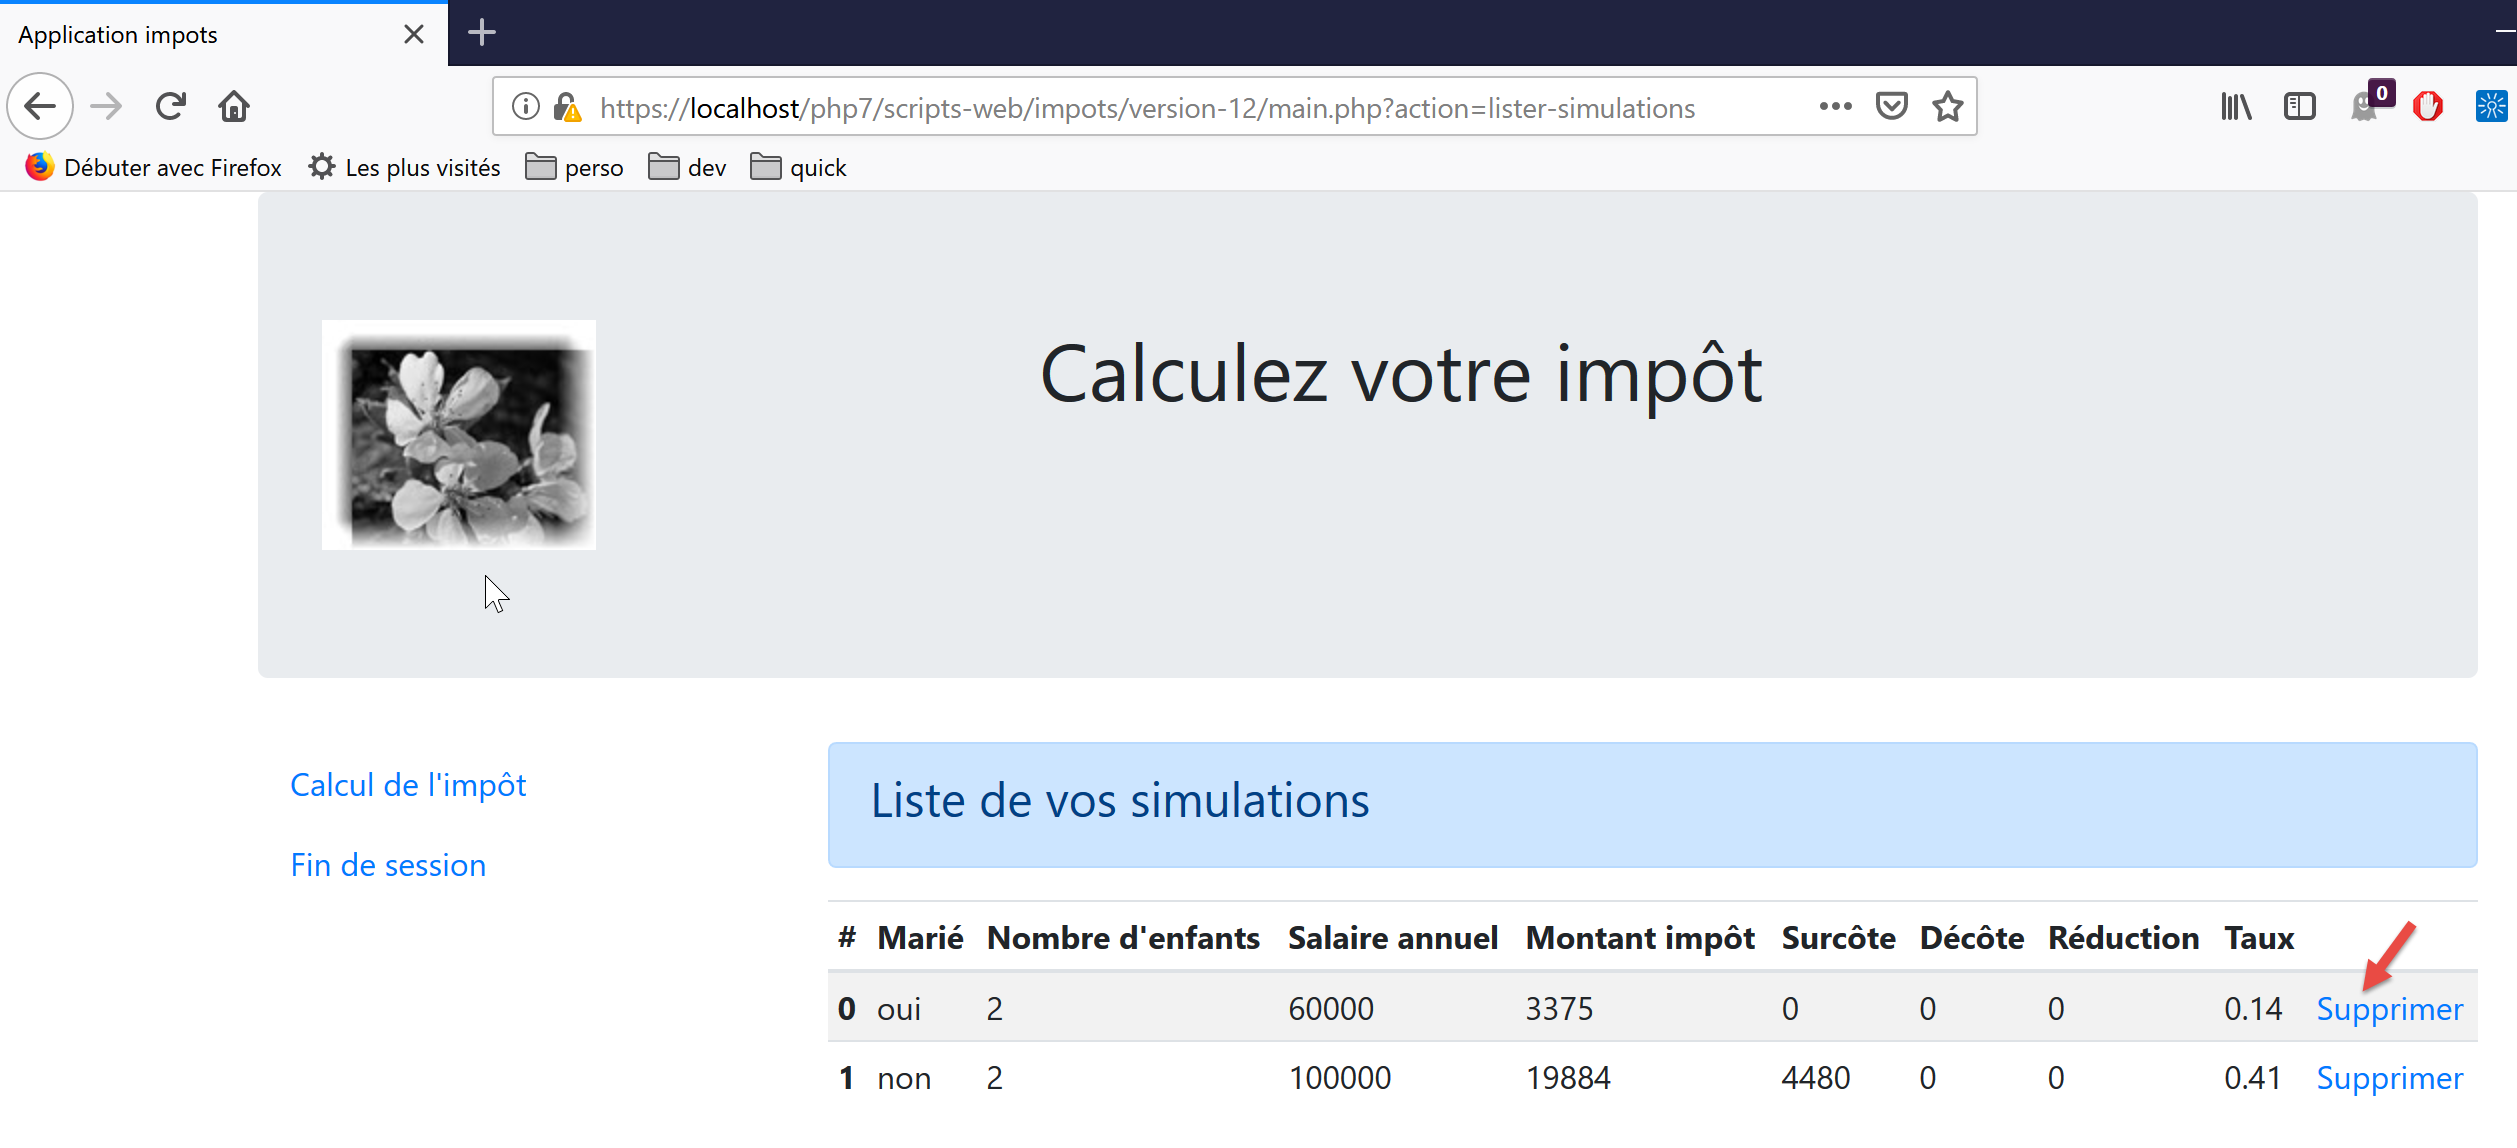 Application impots
https://localhost/php7/scripts-web/impots/version-12/main.php?action=lister-simulations
0
Débuter avec Firefox Les plus visités perso dev quick
Calculez votre impôt
Calcul de l'impôt
Fin de session
Liste de vos simulations
# Marié Nombre d'enfants Salaire annuel Montant impôt Surcôte Décôte Réduction Taux
0 oui 2 60000 3375 0 0 0 0.14 Supprimer
1 non 2 100000 19884 4480 0 0 0.41 Supprimer